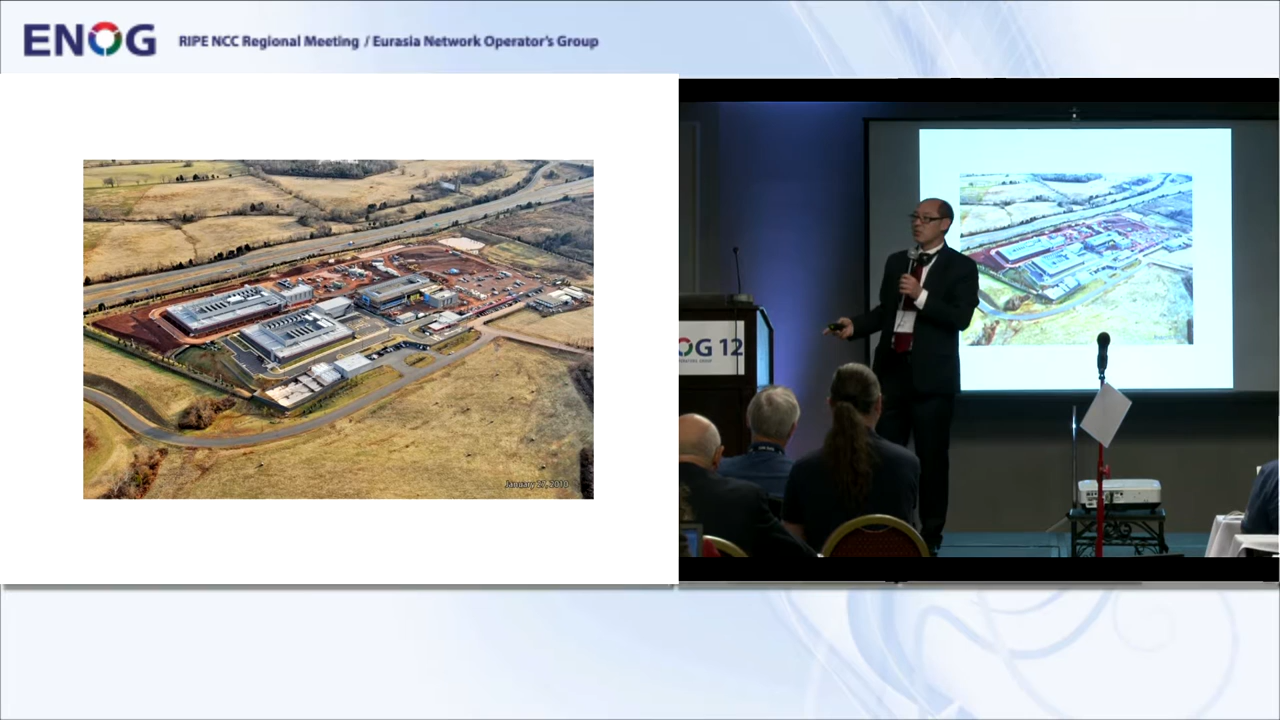 ENOG
RIPE NCC Regional Meeting / Eurasia Network Operator's Group
January 27, 2010
OG 12